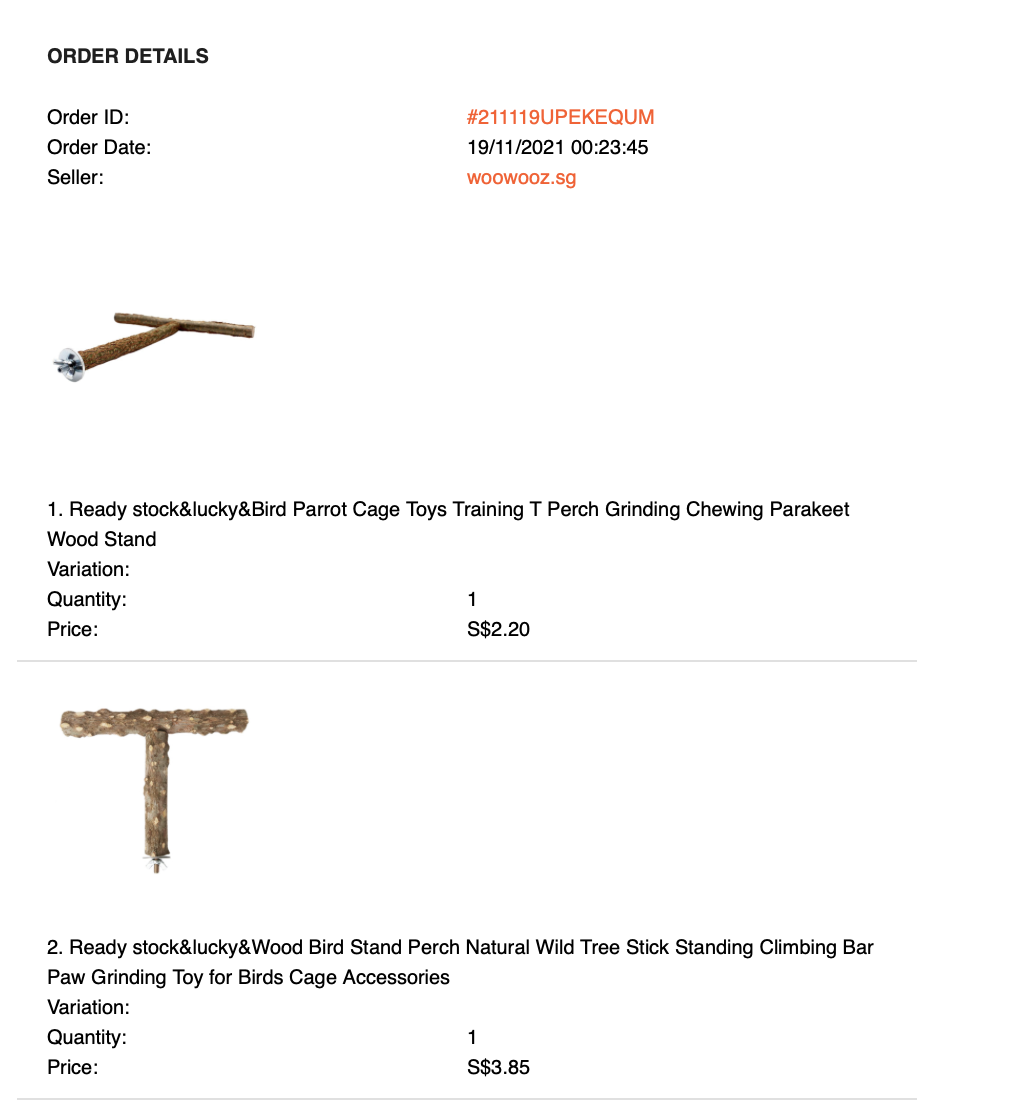 ORDER DETAILS
Order ID: #211119UPEKEQUM
Order Date: 19/11/2021 00:23:45
Seller: woowooz.sg
1. Ready stock&lucky&Bird Parrot Cage Toys Training T Perch Grinding Chewing Parakeet
Wood Stand
Variation:
Quantity: 1
Price: S$2.20
2. Ready stock&lucky&Wood Bird Stand Perch Natural Wild Tree Stick Standing Climbing Bar
Paw Grinding Toy for Birds Cage Accessories
Variation:
Quantity: 1
Price: S$3.85